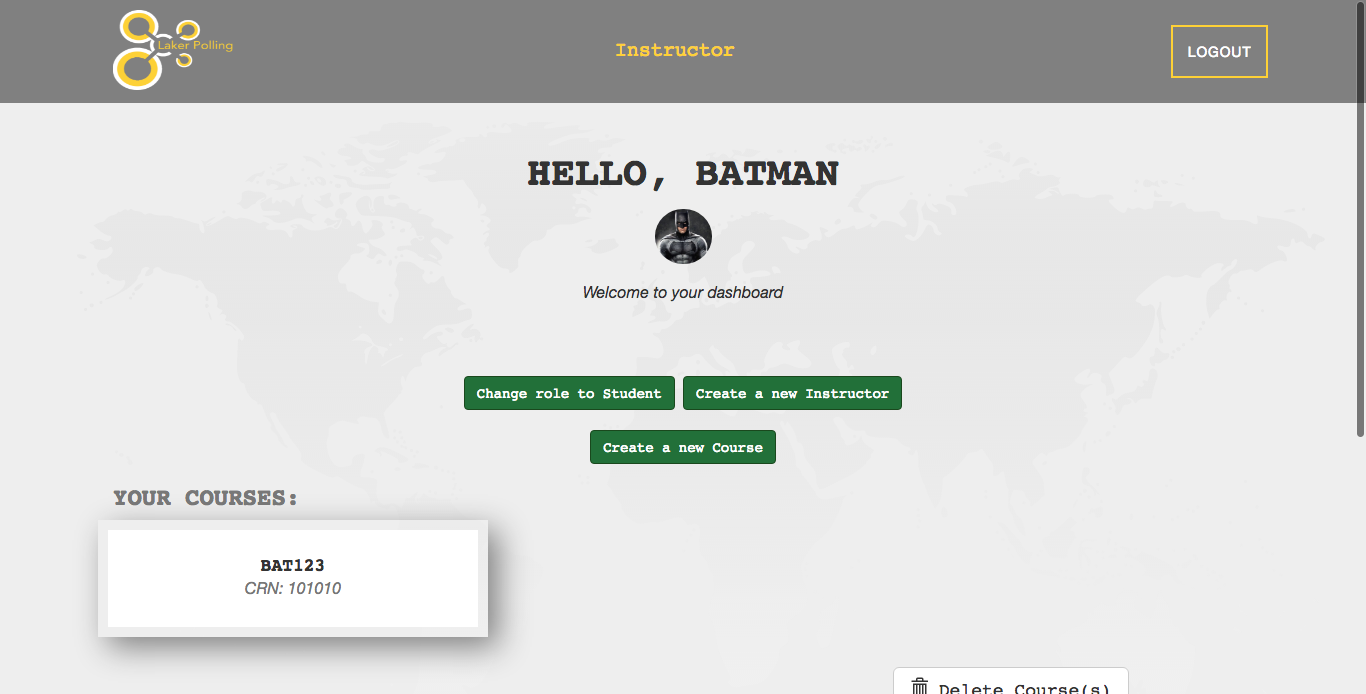 Laker Polling
Instructor
LOGOUT
HELLO, BATMAN
Welcome to your dashboard
Change role to Student
Create a new Instructor
Create a new Course
YOUR COURSES:
BAT123
CRN: 101010
Delete Course(s)